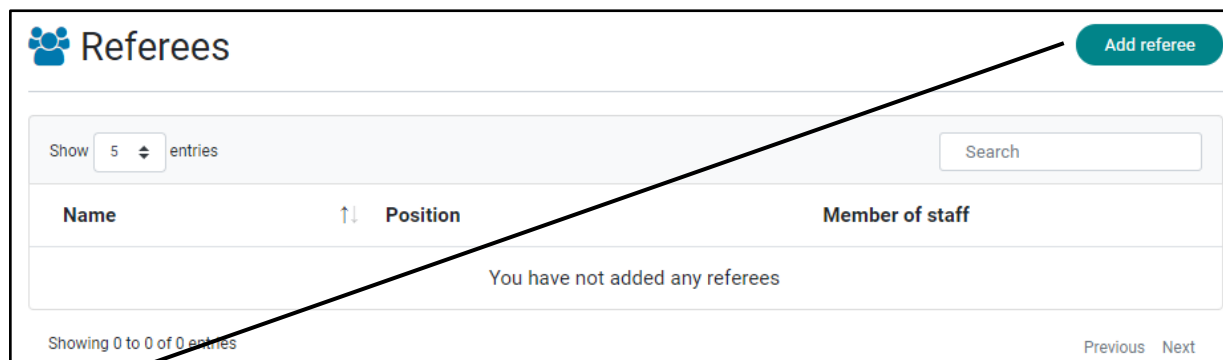 Referees
Add referee
Show 5 entries
Search
Name Position Member of staff
You have not added any referees
Showing 0 to 0 of 0 entries
Previous Next